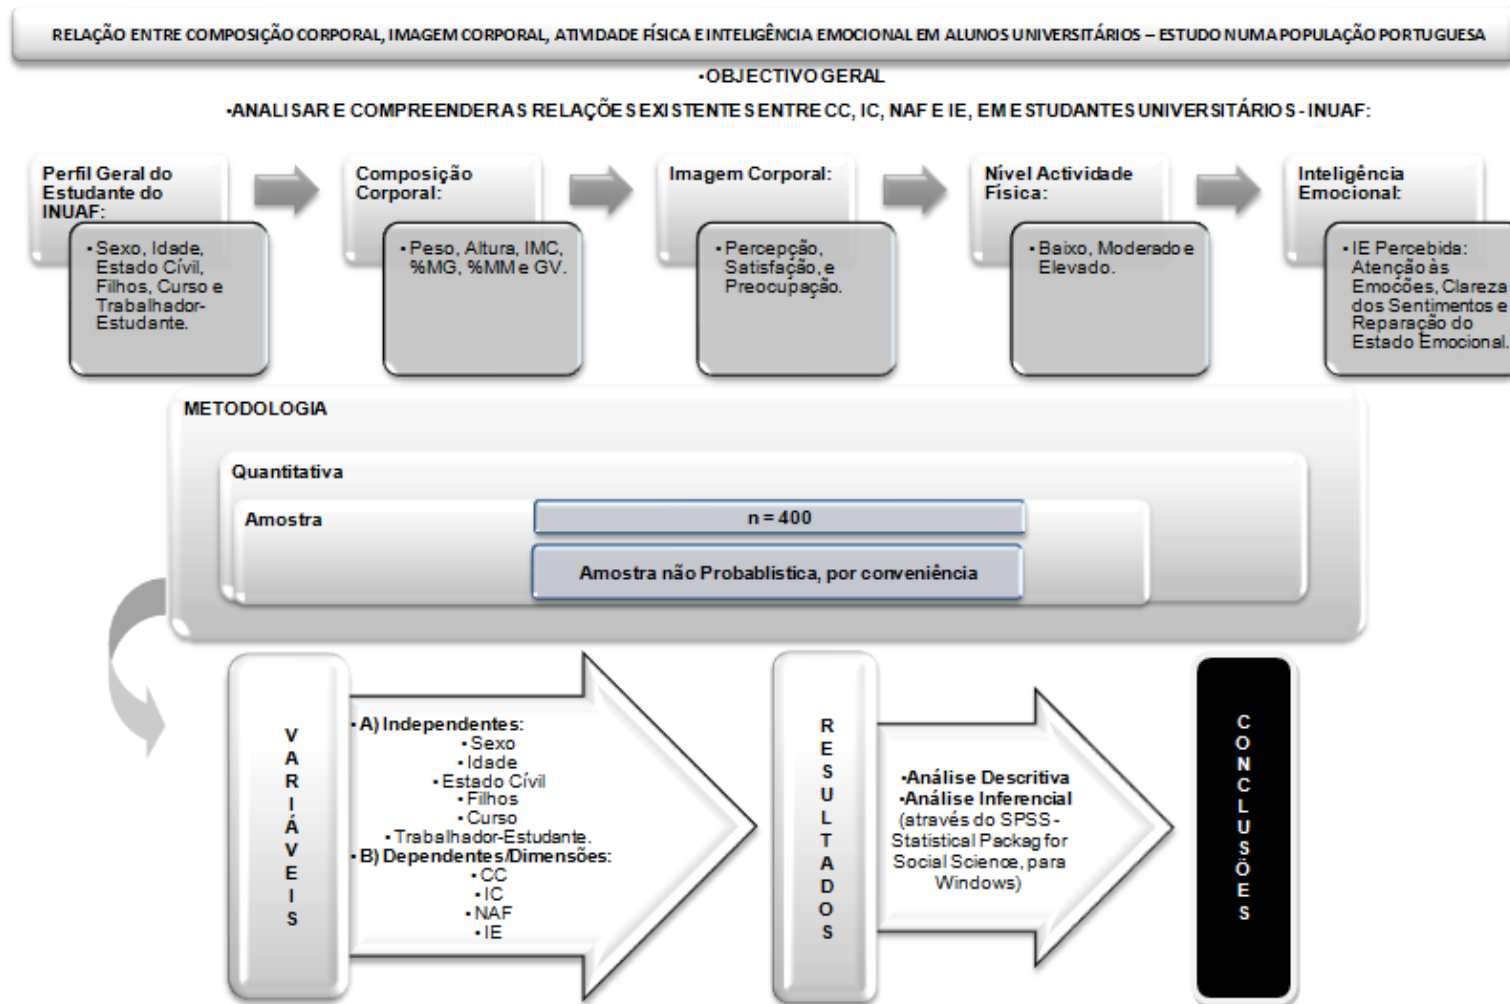 RELAÇÃO ENTRE COMPOSIÇÃO CORPORAL, IMAGEM CORPORAL, ATIVIDADE FÍSICA E INTELIGÊNCIA EMOCIONAL EM ALUNOS UNIVERSITÁRIOS – ESTUDO NUMA POPULAÇÃO PORTUGUESA
•OBJECTIVO GERAL
•ANALISAR E COMPREENDER AS RELAÇÕES EXISTENTES ENTRE CC, IC, NAF E IE, EM ESTUDANTES UNIVERSITÁRIOS - INUAF:
Perfil Geral do
Estudante do
INUAF:
• Sexo, Idade,
Estado Cívil,
Filhos, Curso e
Trabalhador-
Estudante.
Composição
Corporal:
• Peso, Altura, IMC,
%MG, %MM e GV.
Imagem Corporal:
• Percepção,
Satisfação, e
Preocupação.
Nível Actividade
Física:
• Baixo, Moderado e
Elevado.
Inteligência
Emocional:
• IE Percebida:
Atenção às
Emocões, Clareza
dos Sentimentos e
Reparação do
Estado Emocional.
METODOLOGIA
Quantitativa
Amostra
n = 400
Amostra não Probablistica, por conveniência
VARIÁVEIS
• A) Independentes:
• Sexo
• Idade
• Estado Cívil
• Filhos
• Curso
• Trabalhador-Estudante.
• B) Dependentes/Dimensões:
• CC
• IC
• NAF
• IE
RESULTADOS
•Análise Descritiva
•Análise Inferencial
(através do SPSS -
Statistical Packag for
Social Science, para
Windows)
CONCLUSÕES